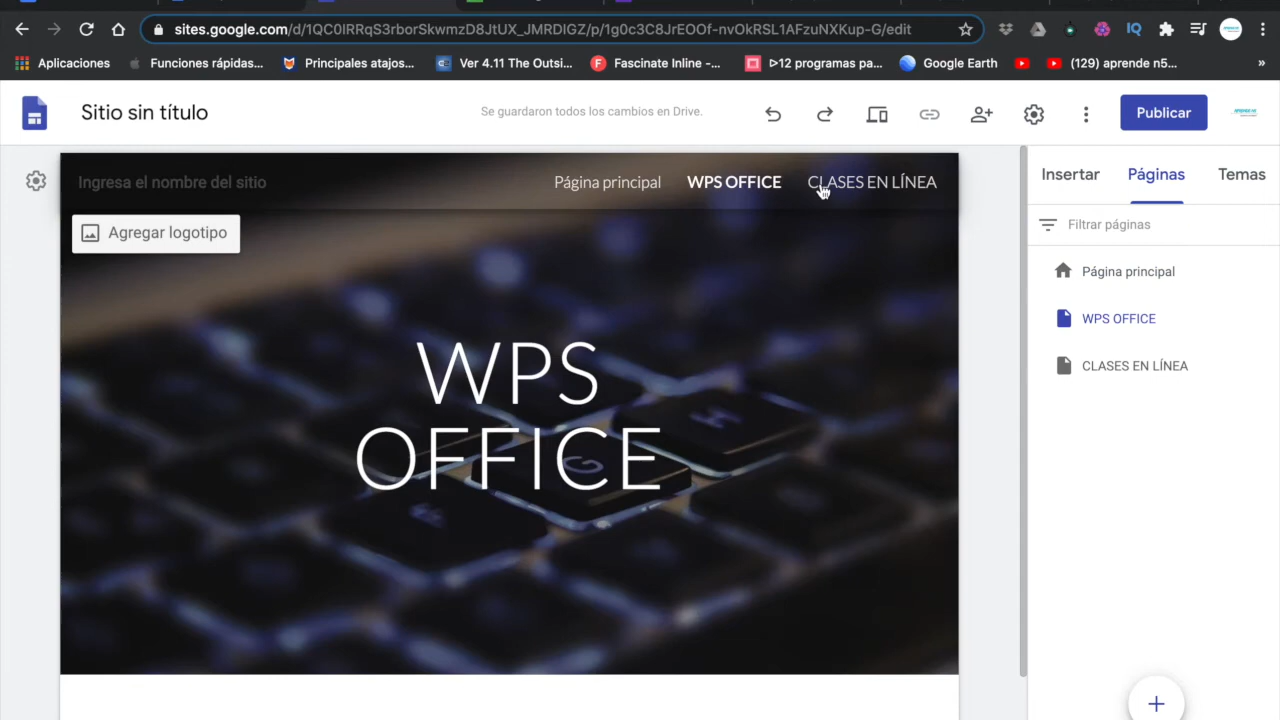 sites.google.com/d/1QC0IRRqS3rborSkwmzD8JtUX_JMRDIGZ/p/1g0c3C8JrEOOf-nvOkRSL1AFzuNXKup-G/edit
Aplicaciones
Funciones rápidas...
Principales atajos...
Ver 4.11 The Outsi...
Fascinate Inline -...
▷12 programas pa...
Google Earth
(129) aprende n5...
»
Sitio sin título
Se guardaron todos los cambios en Drive.
Publicar
Ingresa el nombre del sitio
Página principal
WPS OFFICE
CLASES EN LÍNEA
Agregar logotipo
WPS
OFFICE
Insertar
Páginas
Temas
Filtrar páginas
Página principal
WPS OFFICE
CLASES EN LÍNEA